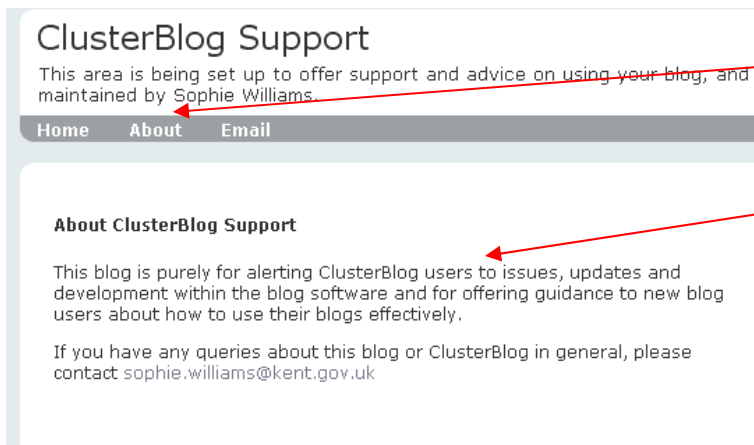 ClusterBlog Support
This area is being set up to offer support and advice on using your blog, and
maintained by Sophie Williams.
Home About Email
About ClusterBlog Support
This blog is purely for alerting ClusterBlog users to issues, updates and
development within the blog software and for offering guidance to new blog
users about how to use their blogs effectively.
If you have any queries about this blog or ClusterBlog in general, please
contact sophie.williams@kent.gov.uk